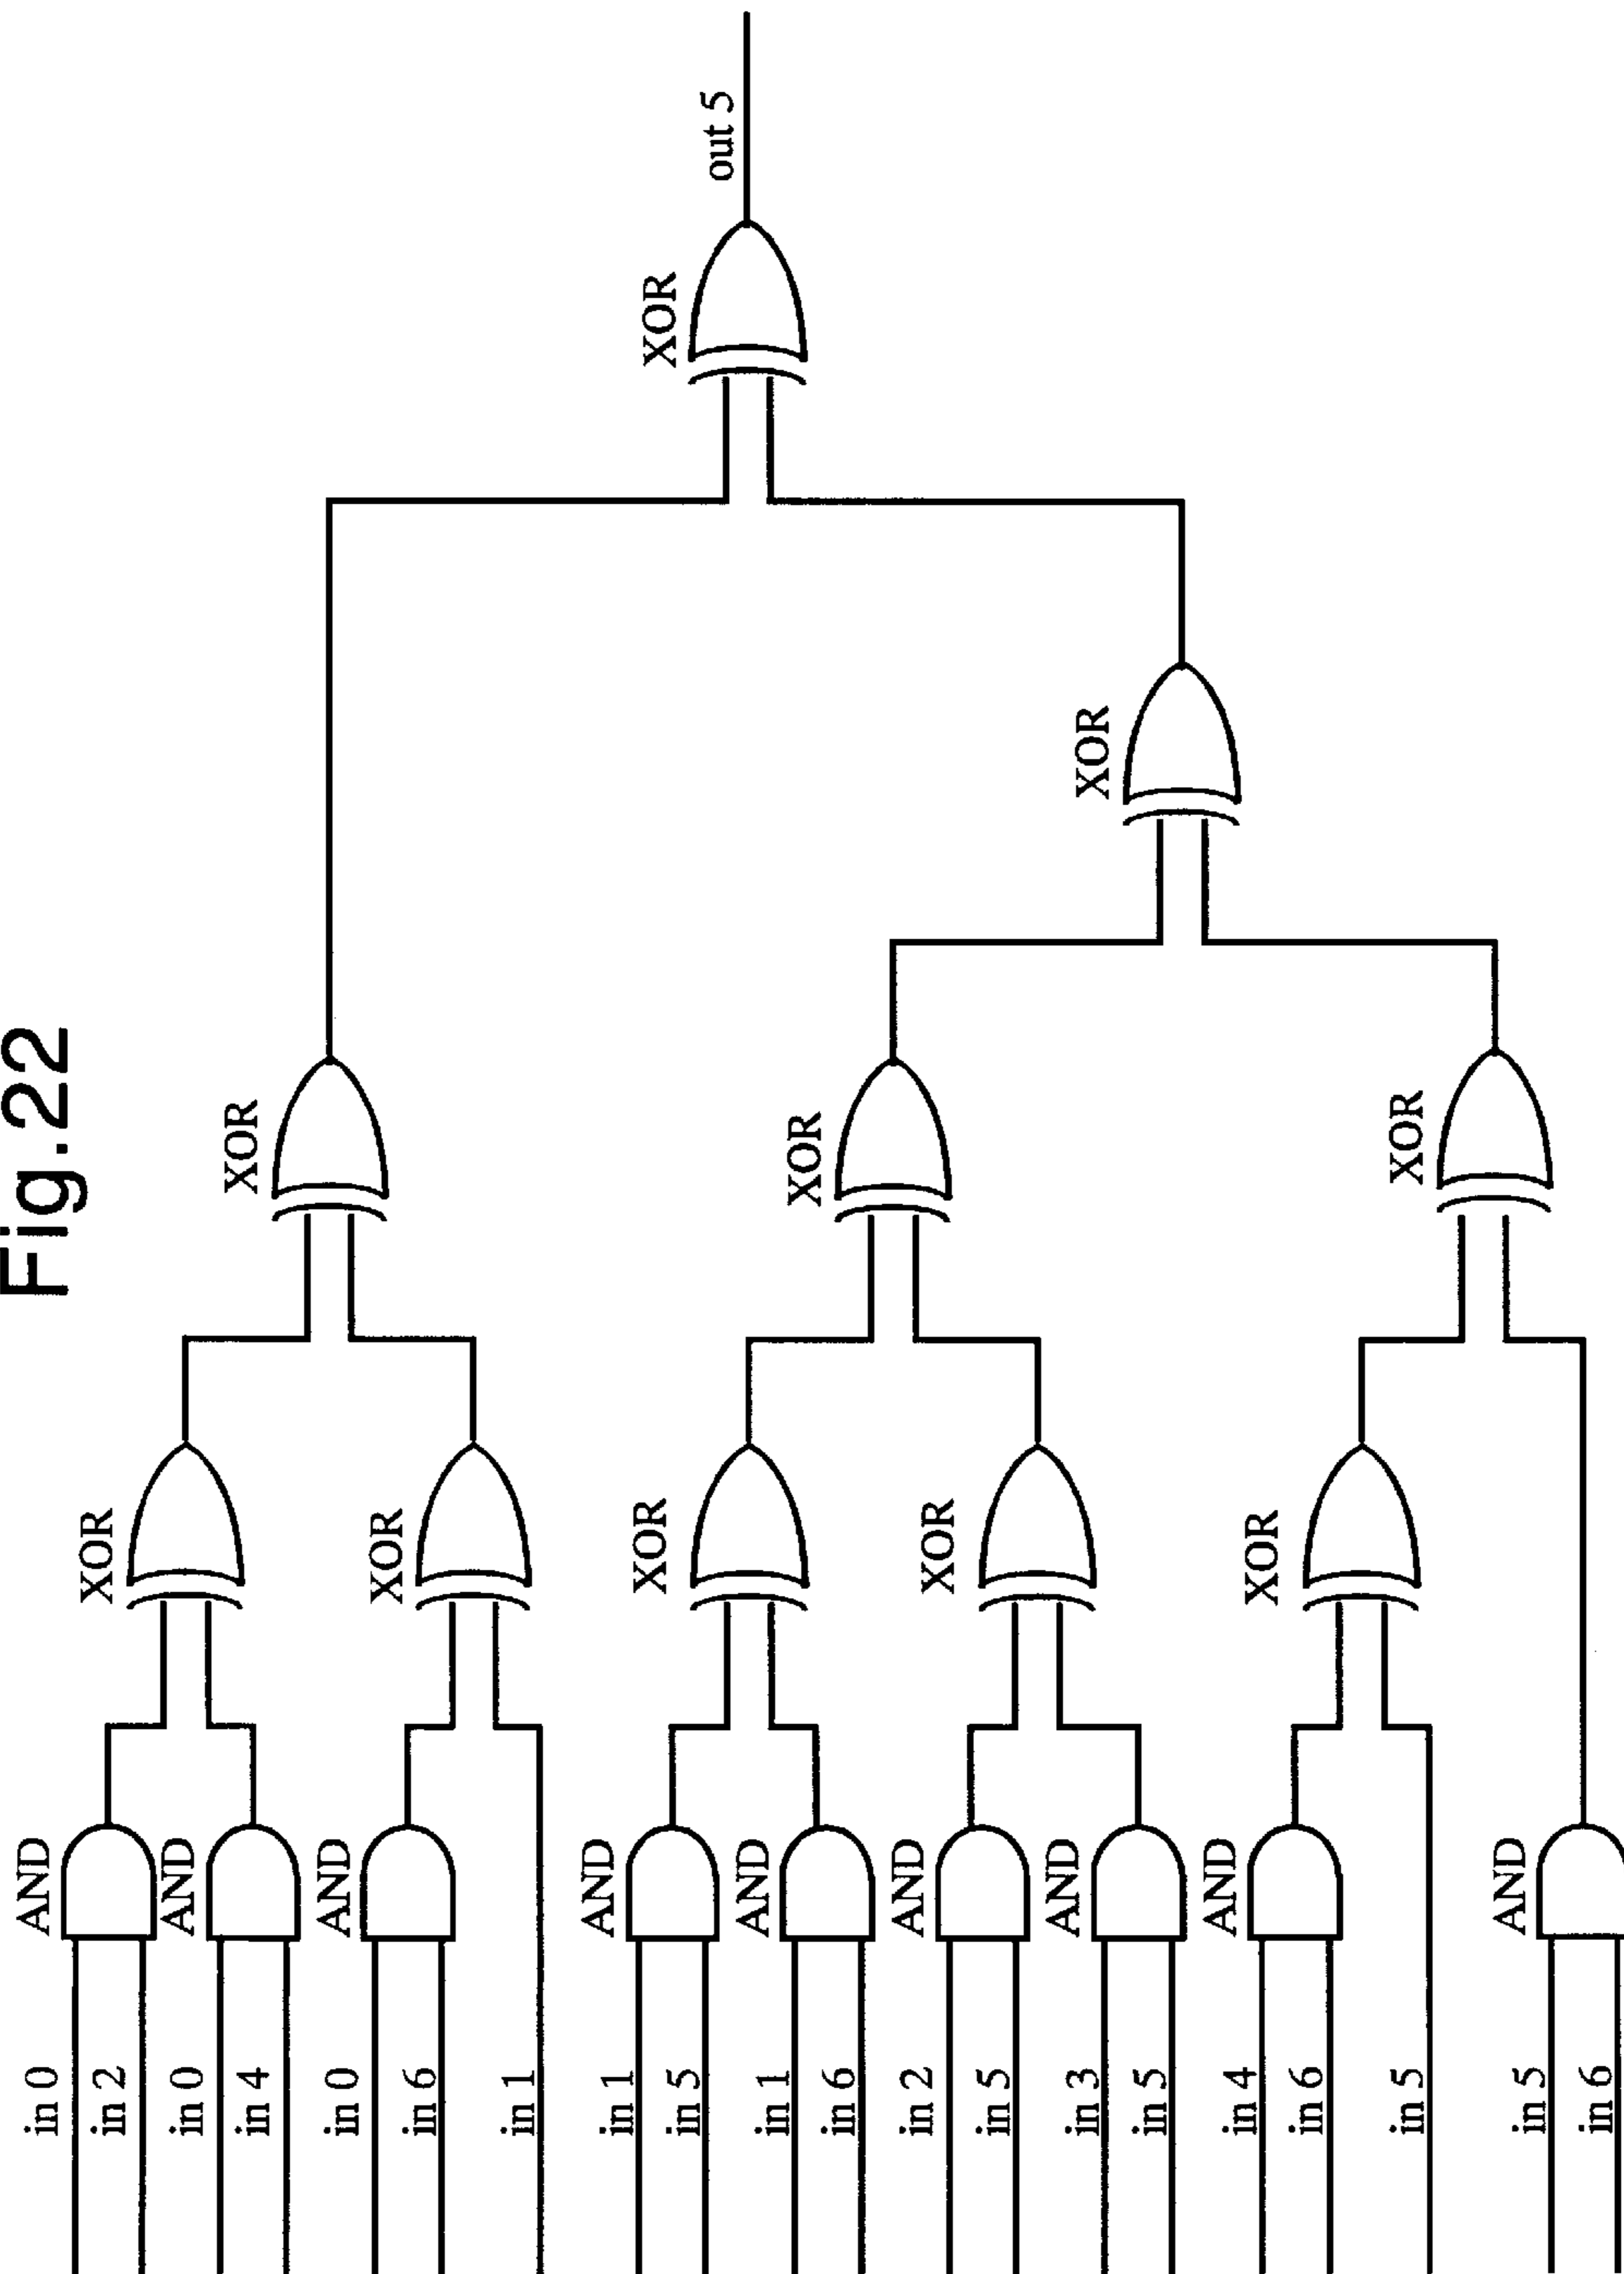 Fig.22
in 0
in 2
AND
in 0
in 4
AND
XOR
in 0
in 6
AND
in 1
XOR
XOR
in 1
in 5
AND
in 1
in 6
AND
XOR
in 2
in 5
AND
in 3
in 5
AND
XOR
XOR
in 4
in 6
AND
in 5
XOR
in 5
in 6
AND
XOR
XOR
XOR
out 5